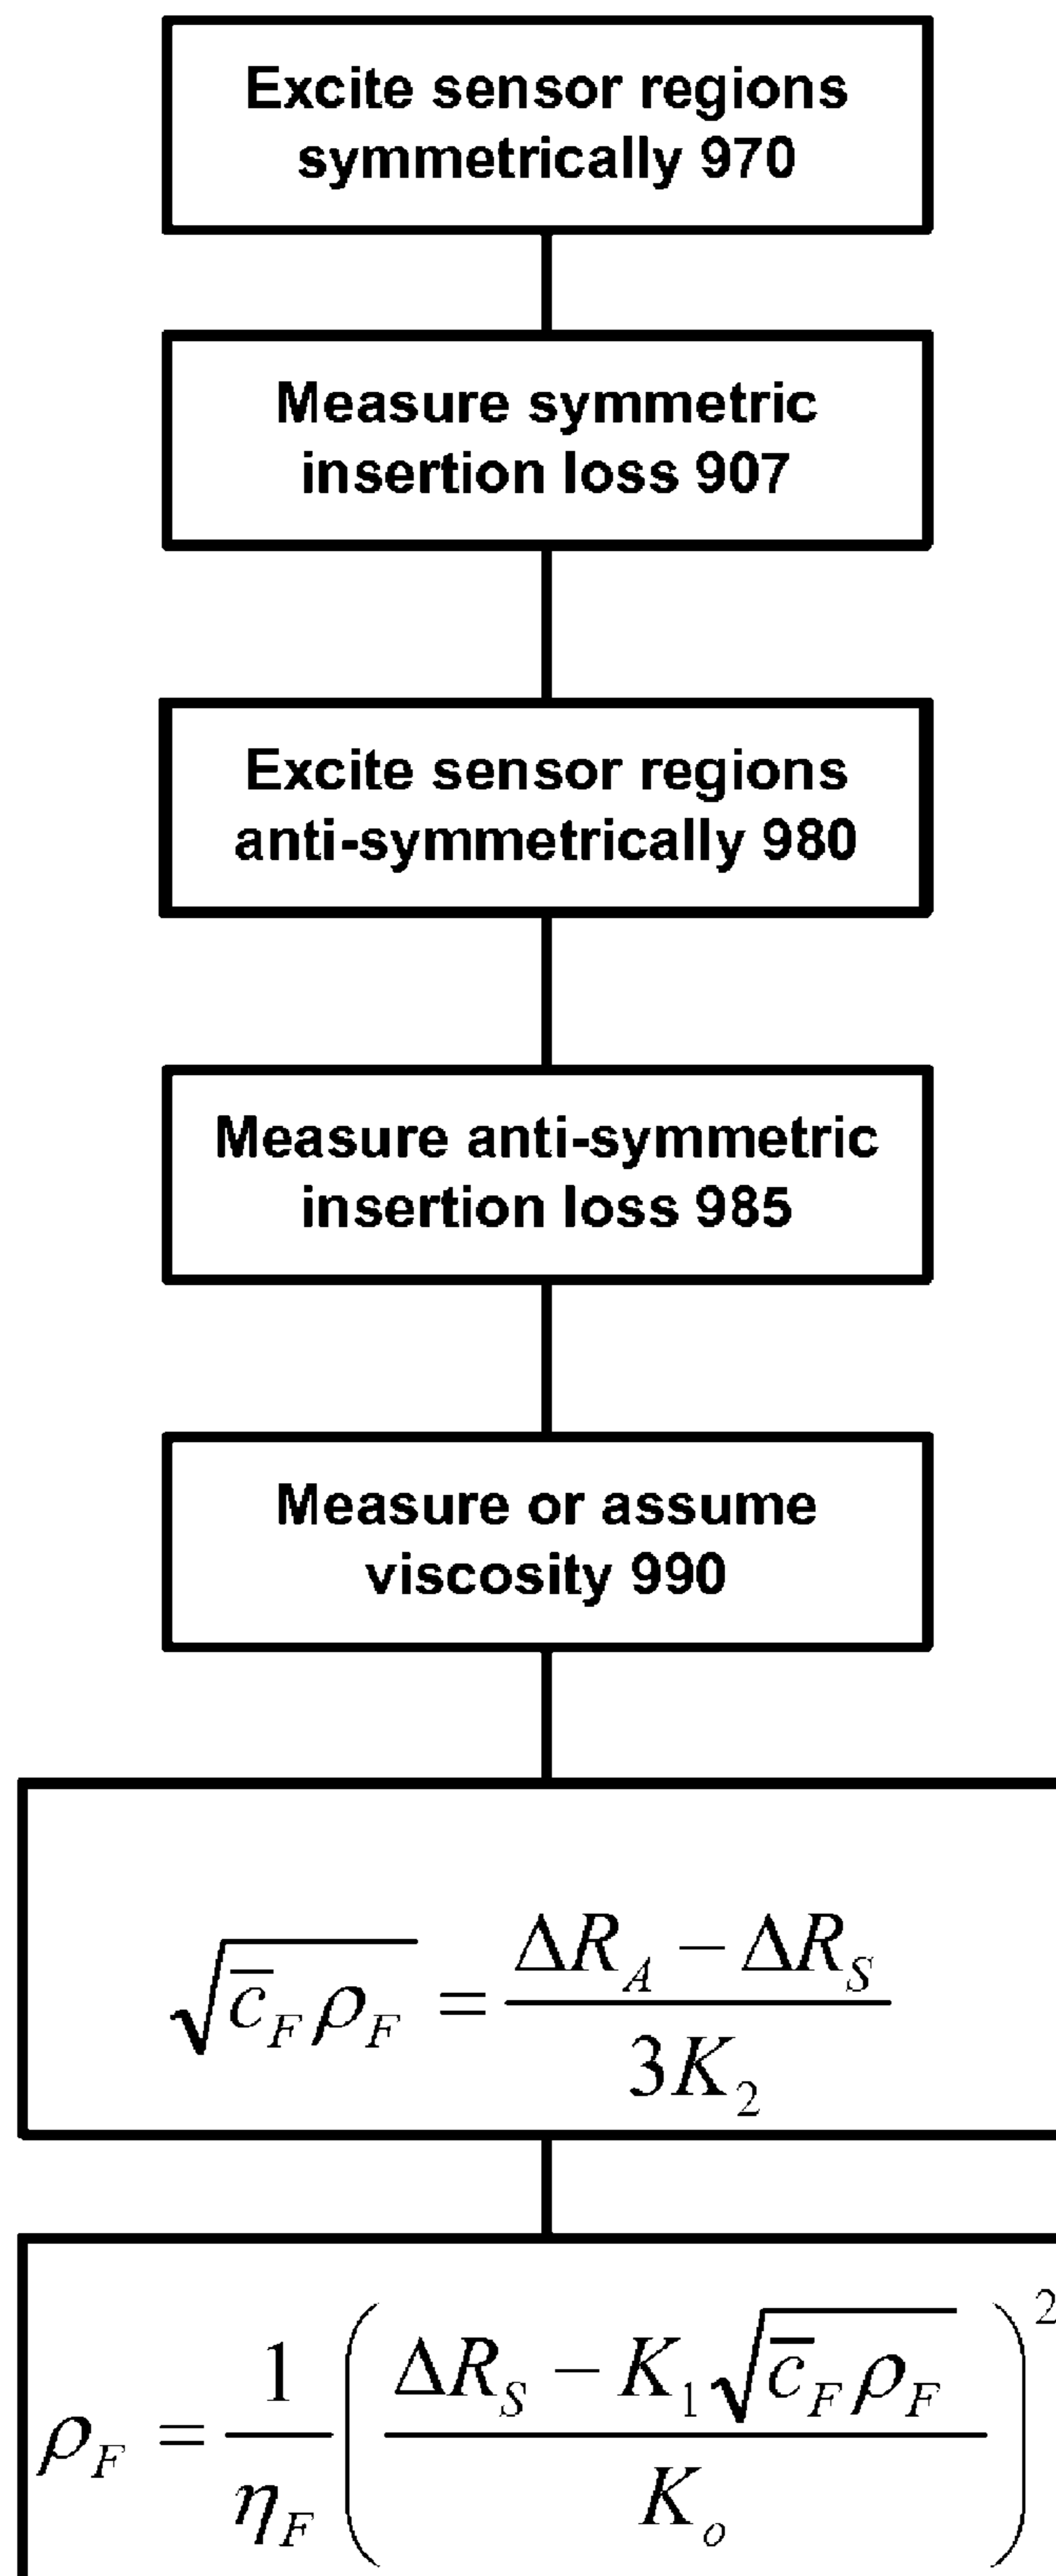 Excite sensor regions
symmetrically 970
Measure symmetric
insertion loss 907
Excite sensor regions
anti-symmetrically 980
Measure anti-symmetric
insertion loss 985
Measure or assume
viscosity 990
√(c̅_F ρ_F) = (ΔR_A − ΔR_S) / (3K_2)
ρ_F = (1/η_F) ((ΔR_S − K_1 √(c̅_F ρ_F)) / K_o)^2